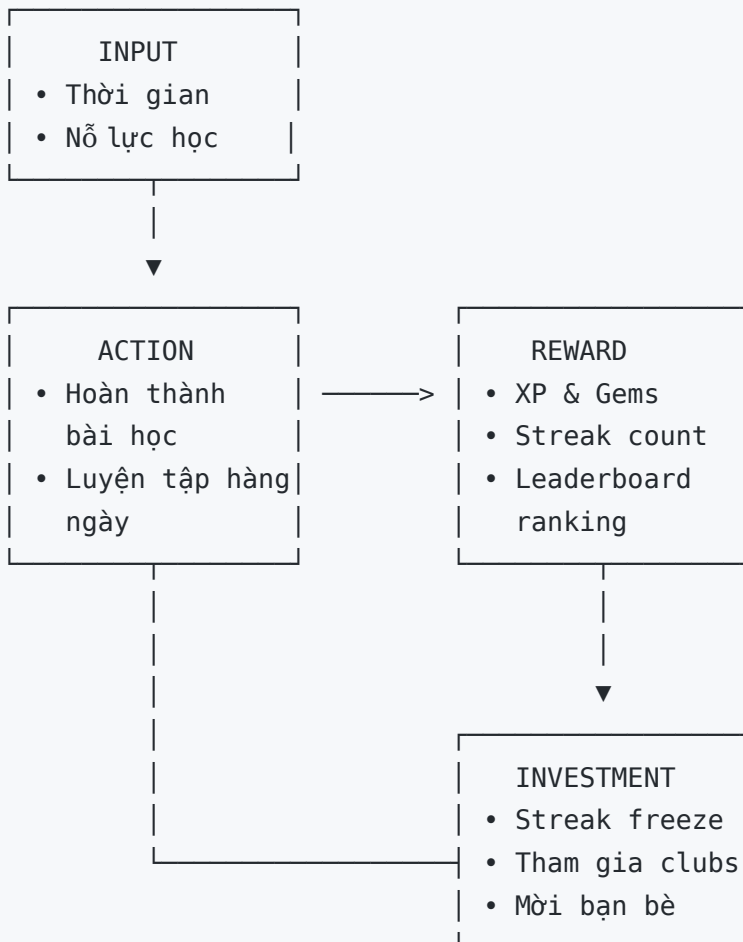 INPUT
• Thời gian
• Nỗ lực học
ACTION
• Hoàn thành
bài học
• Luyện tập hàng
ngày
REWARD
• XP & Gems
• Streak count
• Leaderboard
ranking
INVESTMENT
• Streak freeze
• Tham gia clubs
• Mời bạn bè